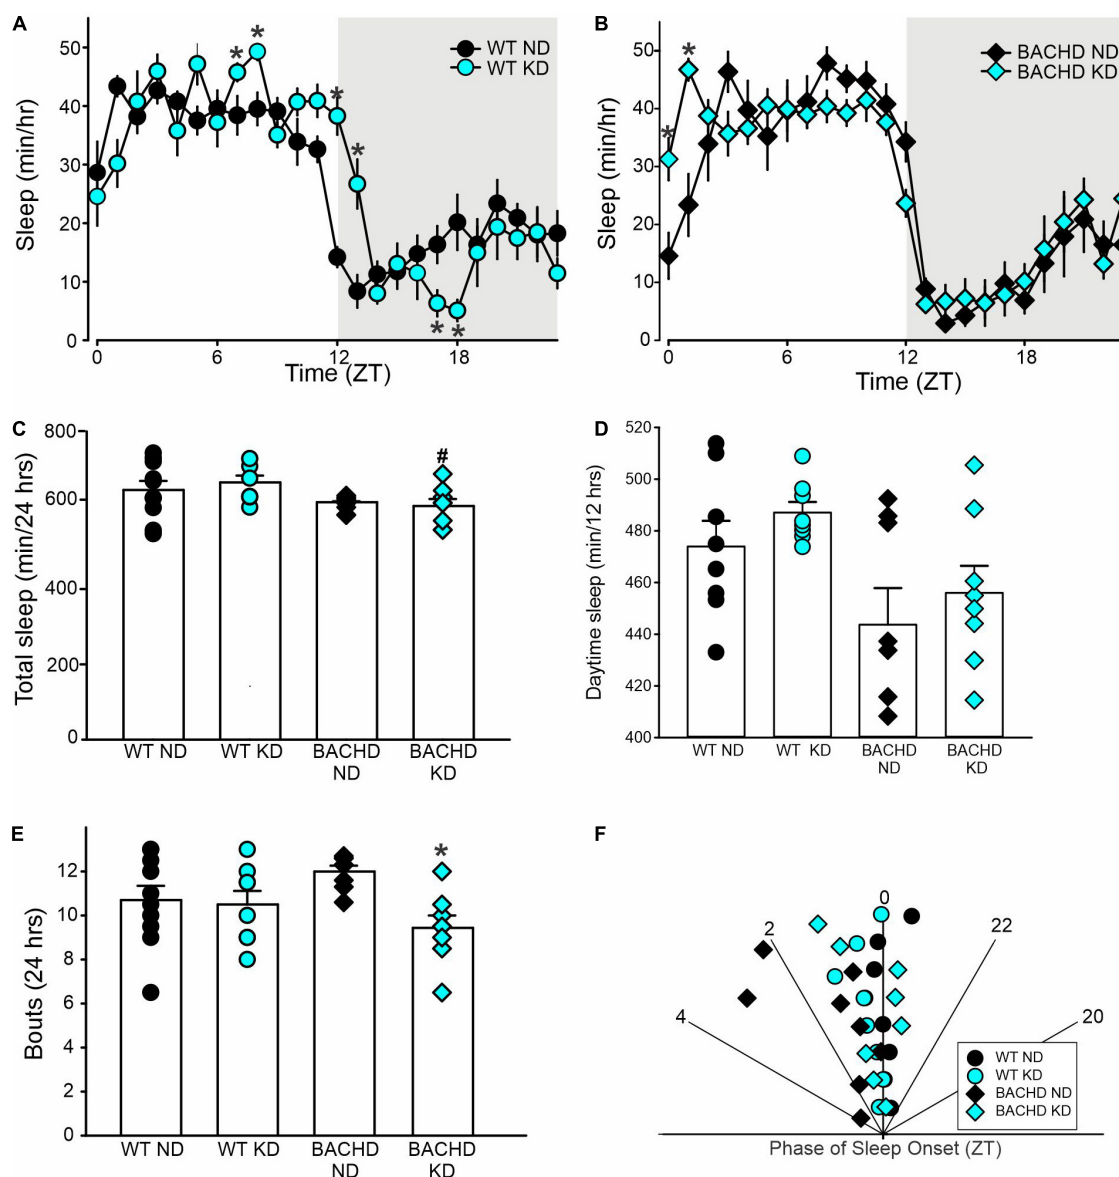 A
50
40
30
20
10
0
Sleep (min/hr)
* * * * * *
WT ND
WT KD
0 6 12 18
Time (ZT)
B
50
40
30
20
10
0
Sleep (min/hr)
* *
BACHD ND
BACHD KD
0 6 12 18
Time (ZT)
C
800
600
400
200
0
Total sleep (min/24 hrs)
#
WT ND WT KD BACHD ND BACHD KD
D
520
500
480
460
440
420
400
Daytime sleep (min/12 hrs)
WT ND WT KD BACHD ND BACHD KD
E
12
10
8
6
4
2
0
Bouts (24 hrs)
*
WT ND WT KD BACHD ND BACHD KD
F
0
2 22
4 20
WT ND
WT KD
BACHD ND
BACHD KD
Phase of Sleep Onset (ZT)